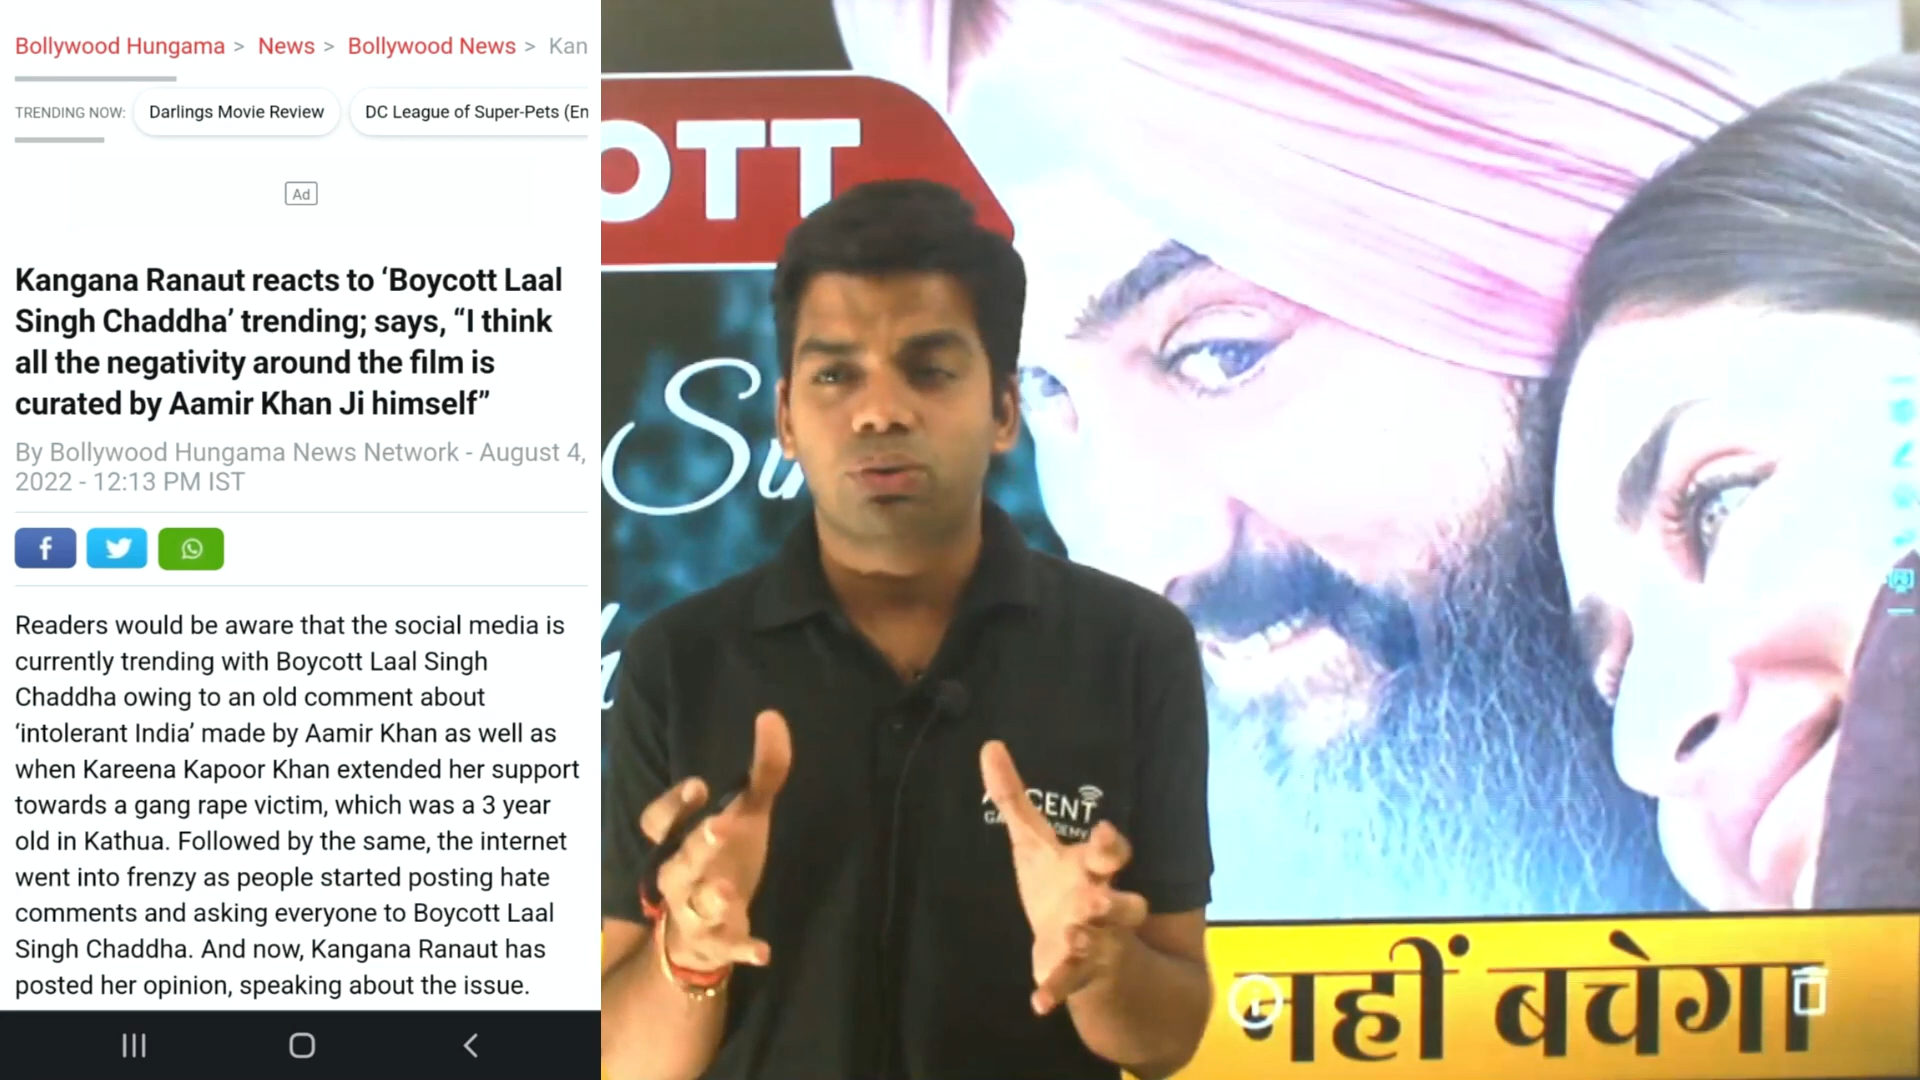 Bollywood Hungama > News > Bollywood News > Kan
TRENDING NOW: Darlings Movie Review DC League of Super-Pets (En
Ad
Kangana Ranaut reacts to ‘Boycott Laal
Singh Chaddha’ trending; says, “I think
all the negativity around the film is
curated by Aamir Khan Ji himself”
By Bollywood Hungama News Network - August 4,
2022 - 12:13 PM IST
Readers would be aware that the social media is
currently trending with Boycott Laal Singh
Chaddha owing to an old comment about
‘intolerant India’ made by Aamir Khan as well as
when Kareena Kapoor Khan extended her support
towards a gang rape victim, which was a 3 year
old in Kathua. Followed by the same, the internet
went into frenzy as people started posting hate
comments and asking everyone to Boycott Laal
Singh Chaddha. And now, Kangana Ranaut has
posted her opinion, speaking about the issue.
OTT
नहीं बचेगा